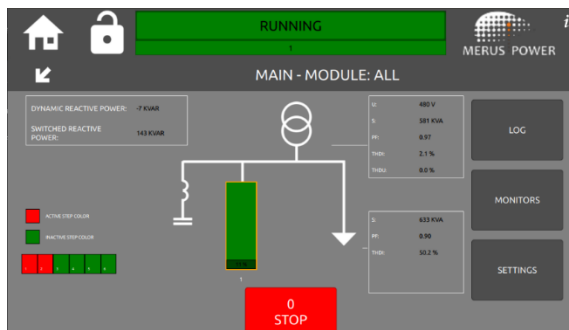 RUNNING
1
i
MERUS POWER
MAIN - MODULE: ALL
DYNAMIC REACTIVE POWER: -7 KVAR
SWITCHED REACTIVE POWER: 143 KVAR
U: 480 V
S: 581 KVA
PF: 0.97
THDI: 2.1 %
THDU: 8.0 %
LOG
MONITORS
SETTINGS
ACTIVE STEP COLOR
INACTIVE STEP COLOR
1 2 3 4 5 6
1
S: 633 KVA
PF: 0.90
THDI: 50.2 %
0
STOP